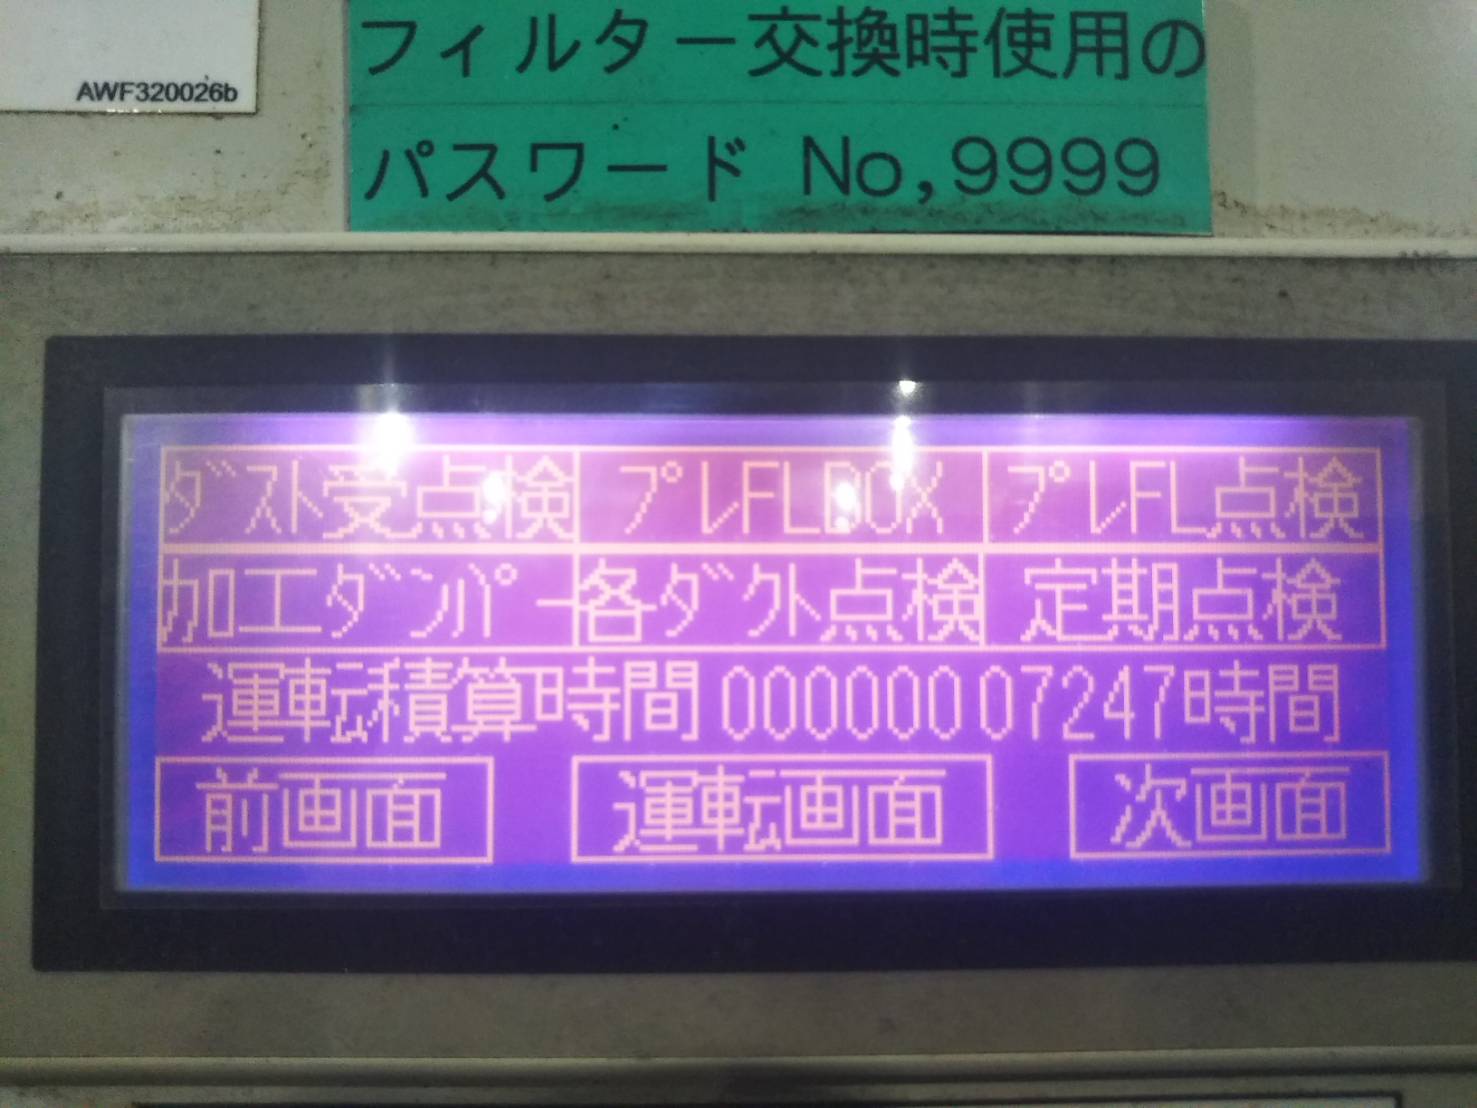 AWF320026b
フィルター交換時使用の
パスワード No,9999
ﾀﾞｽﾄ受点検 ﾌﾟﾚFLBOX ﾌﾟﾚFL点検
加工ﾀﾞﾝﾊﾟｰ 各ﾀﾞｸﾄ点検 定期点検
運転積算時間 00000007247時間
前画面 運転画面 次画面